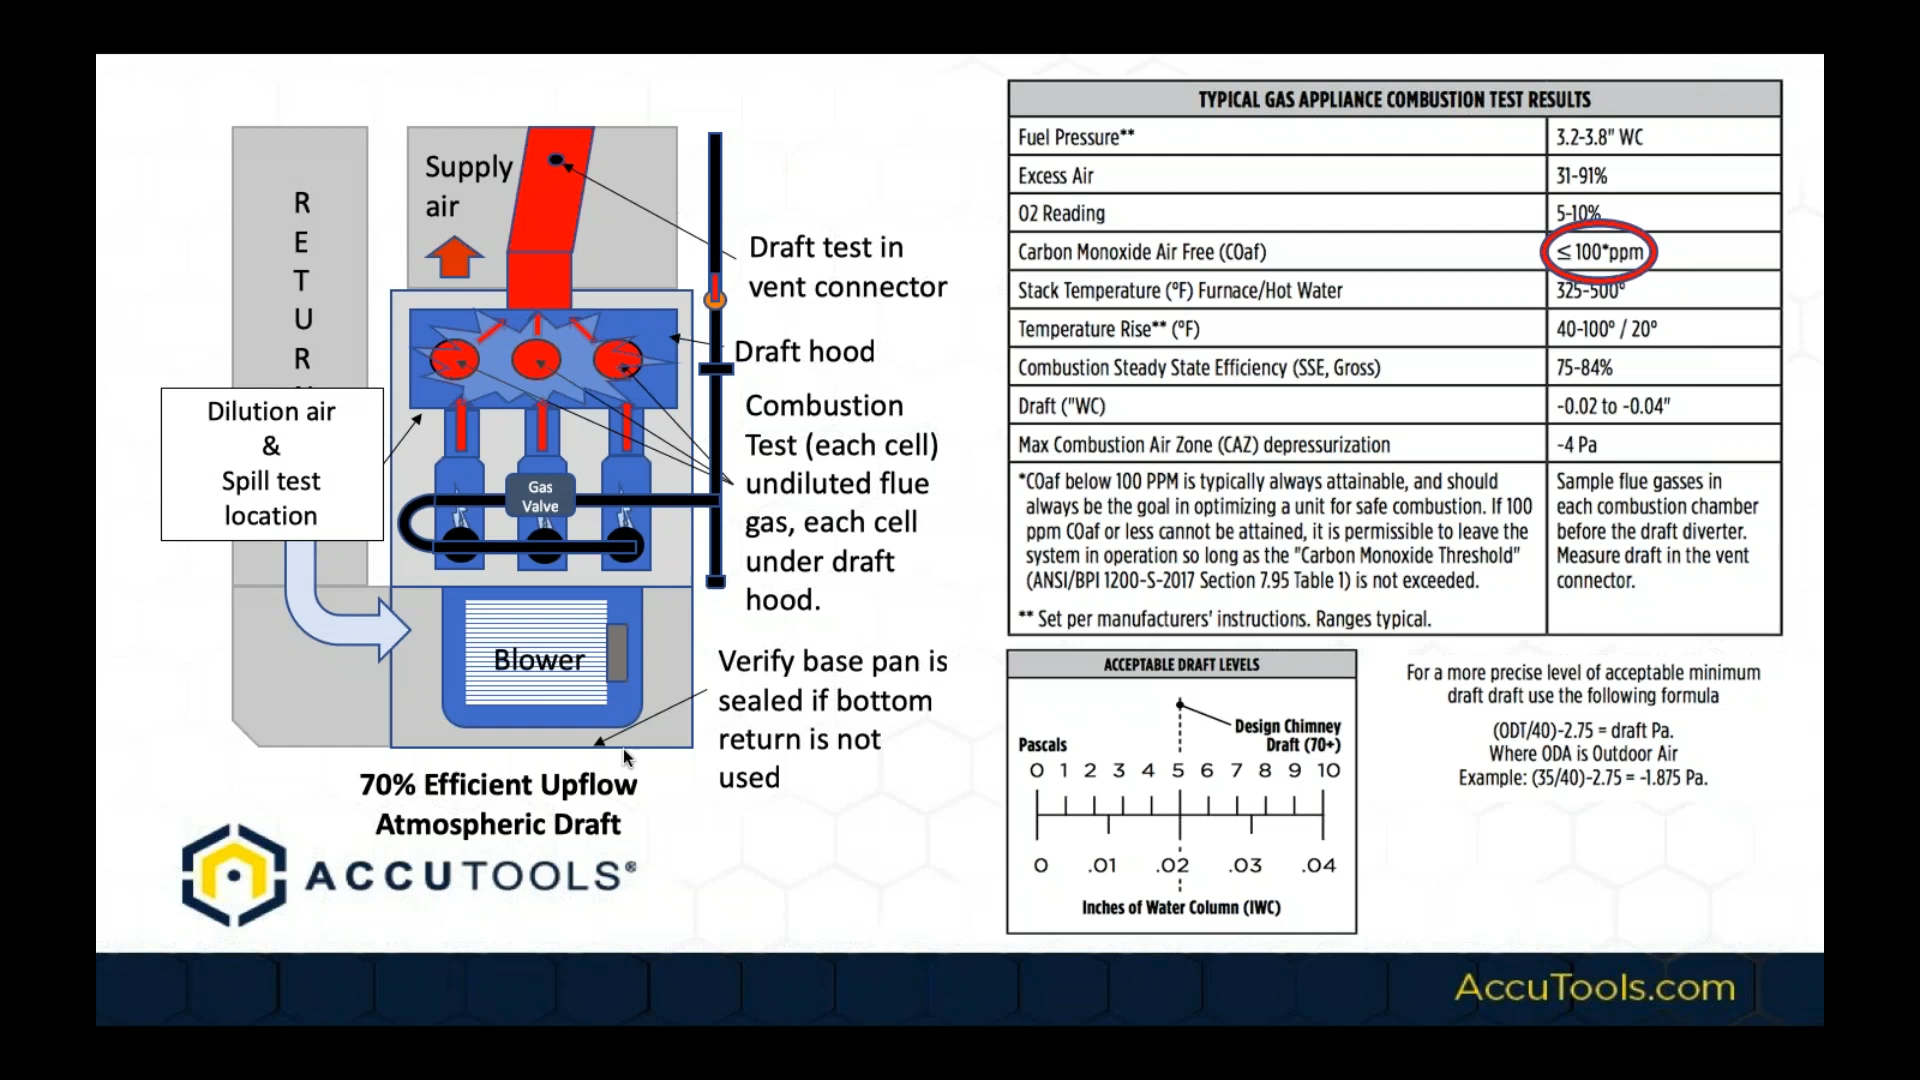 RETUR
Supply
air
Draft test in
vent connector
Draft hood
Dilution air
&
Spill test
location
Combustion
Test (each cell)
undiluted flue
gas, each cell
under draft
hood.
Gas
Valve
Blower
Verify base pan is
sealed if bottom
return is not
used
70% Efficient Upflow
Atmospheric Draft
ACCUTOOLS®
TYPICAL GAS APPLIANCE COMBUSTION TEST RESULTS
Fuel Pressure** 3.2-3.8" WC
Excess Air 31-91%
O2 Reading 5-10%
Carbon Monoxide Air Free (COaf) ≤ 100*ppm
Stack Temperature (°F) Furnace/Hot Water 325-500°
Temperature Rise** (°F) 40-100° / 20°
Combustion Steady State Efficiency (SSE, Gross) 75-84%
Draft ("WC) -0.02 to -0.04"
Max Combustion Air Zone (CAZ) depressurization -4 Pa
*COaf below 100 PPM is typically always attainable, and should
always be the goal in optimizing a unit for safe combustion. If 100
ppm COaf or less cannot be attained, it is permissible to leave the
system in operation so long as the "Carbon Monoxide Threshold"
(ANSI/BPI 1200-S-2017 Section 7.95 Table 1) is not exceeded.
** Set per manufacturers' instructions. Ranges typical.
Sample flue gasses in
each combustion chamber
before the draft diverter.
Measure draft in the vent
connector.
ACCEPTABLE DRAFT LEVELS
Design Chimney
Draft (70+)
Pascals
0 1 2 3 4 5 6 7 8 9 10
0 .01 .02 .03 .04
Inches of Water Column (IWC)
For a more precise level of acceptable minimum
draft draft use the following formula
(ODT/40)-2.75 = draft Pa.
Where ODA is Outdoor Air
Example: (35/40)-2.75 = -1.875 Pa.
AccuTools.com